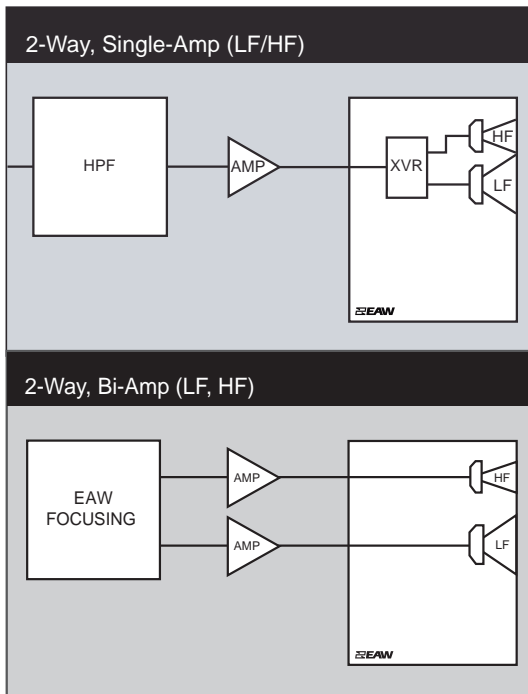 2-Way, Single-Amp (LF/HF)
HPF
AMP
XVR
HF
LF
EAW
2-Way, Bi-Amp (LF, HF)
EAW
FOCUSING
AMP
HF
AMP
LF
EAW